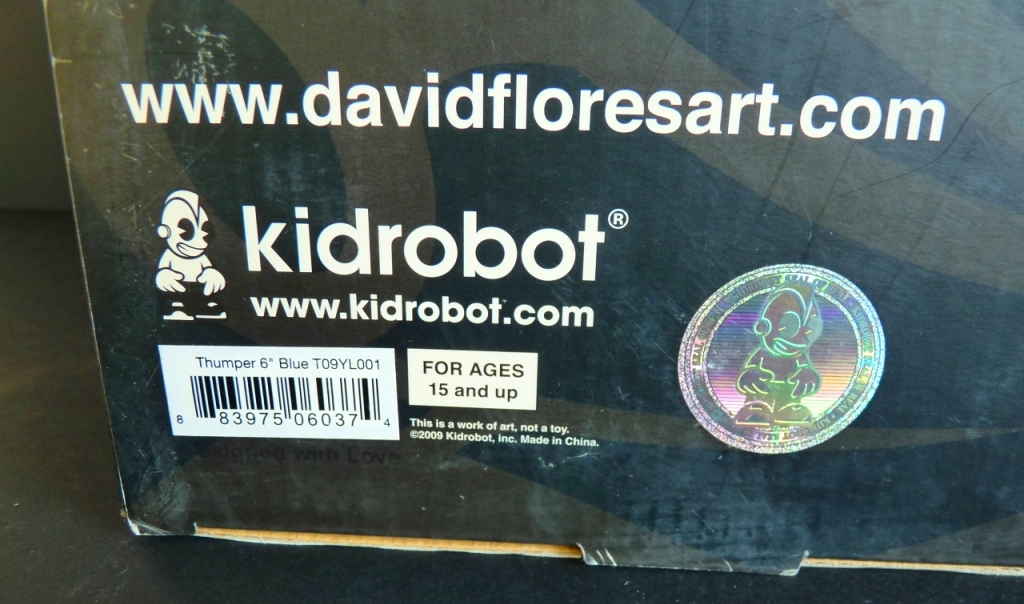 www.davidfloresart.com
kidrobot®
www.kidrobot.com
Thumper 6" Blue T09YL001
8 83975 06037 4
FOR AGES
15 and up
This is a work of art, not a toy.
©2009 Kidrobot, inc. Made in China.
with Love